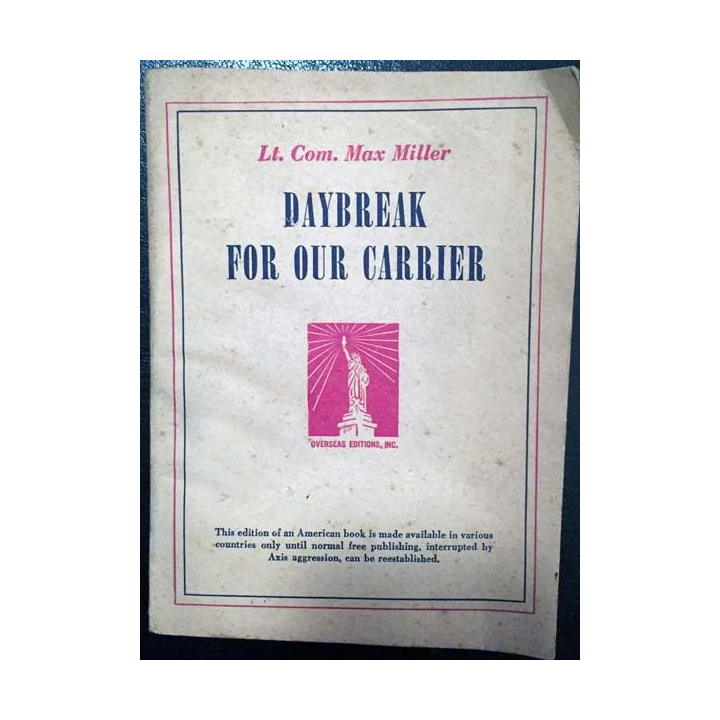 Lt. Com. Max Miller
DAYBREAK
FOR OUR CARRIER
OVERSEAS EDITIONS, INC.
This edition of an American book is made available in various
countries only until normal free publishing, interrupted by
Axis aggression, can be reestablished.